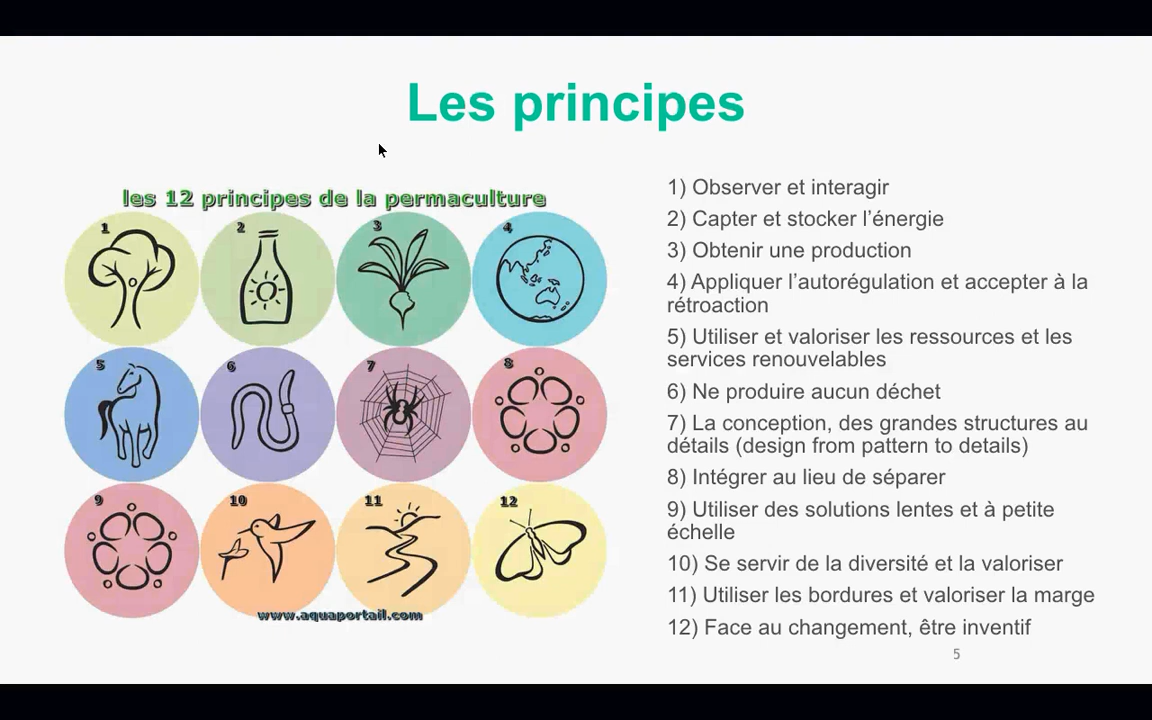 Les principes
les 12 principes de la permaculture
1
2
3
4
5
6
7
8
9
10
11
12
www.aquaportail.com
1) Observer et interagir
2) Capter et stocker l’énergie
3) Obtenir une production
4) Appliquer l’autorégulation et accepter à la
rétroaction
5) Utiliser et valoriser les ressources et les
services renouvelables
6) Ne produire aucun déchet
7) La conception, des grandes structures au
détails (design from pattern to details)
8) Intégrer au lieu de séparer
9) Utiliser des solutions lentes et à petite
échelle
10) Se servir de la diversité et la valoriser
11) Utiliser les bordures et valoriser la marge
12) Face au changement, être inventif
5